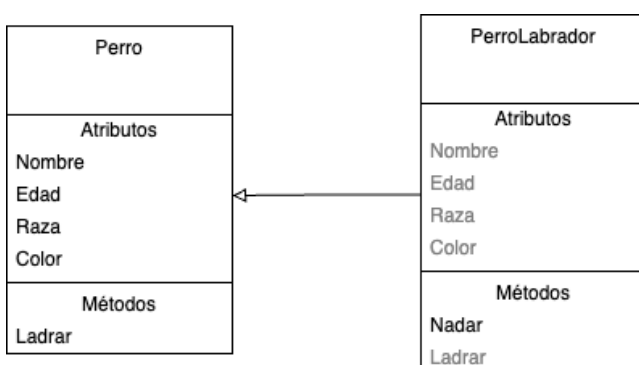 Perro
Atributos
Nombre
Edad
Raza
Color
Métodos
Ladrar
PerroLabrador
Atributos
Nombre
Edad
Raza
Color
Métodos
Nadar
Ladrar